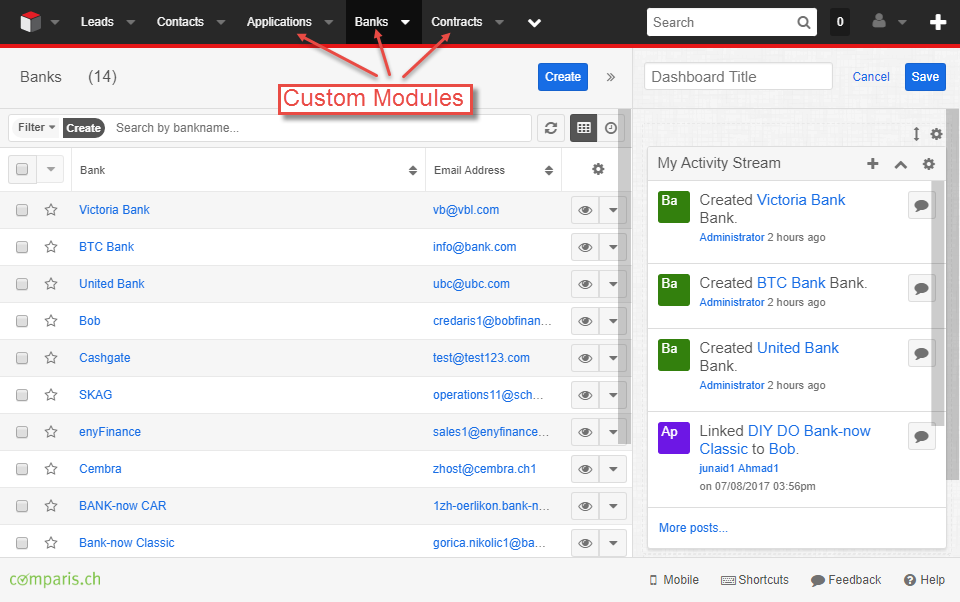 Leads Contacts Applications Banks Contracts Search 0
Banks (14) Create » Dashboard Title Cancel Save
Custom Modules
Filter Create Search by bankname...
Bank Email Address
Victoria Bank vb@vbl.com
BTC Bank info@bank.com
United Bank ubc@ubc.com
Bob credaris1@bobfinan...
Cashgate test@test123.com
SKAG operations11@sch...
enyFinance sales1@enyfinance...
Cembra zhost@cembra.ch1
BANK-now CAR 1zh-oerlikon.bank-n...
Bank-now Classic gorica.nikolic1@ba...
My Activity Stream
Ba Created Victoria Bank
Bank.
Administrator 2 hours ago
Ba Created BTC Bank Bank.
Administrator 2 hours ago
Ba Created United Bank
Bank.
Administrator 2 hours ago
Ap Linked DIY DO Bank-now
Classic to Bob.
junaid1 Ahmad1
on 07/08/2017 03:56pm
More posts...
comparis.ch Mobile Shortcuts Feedback Help